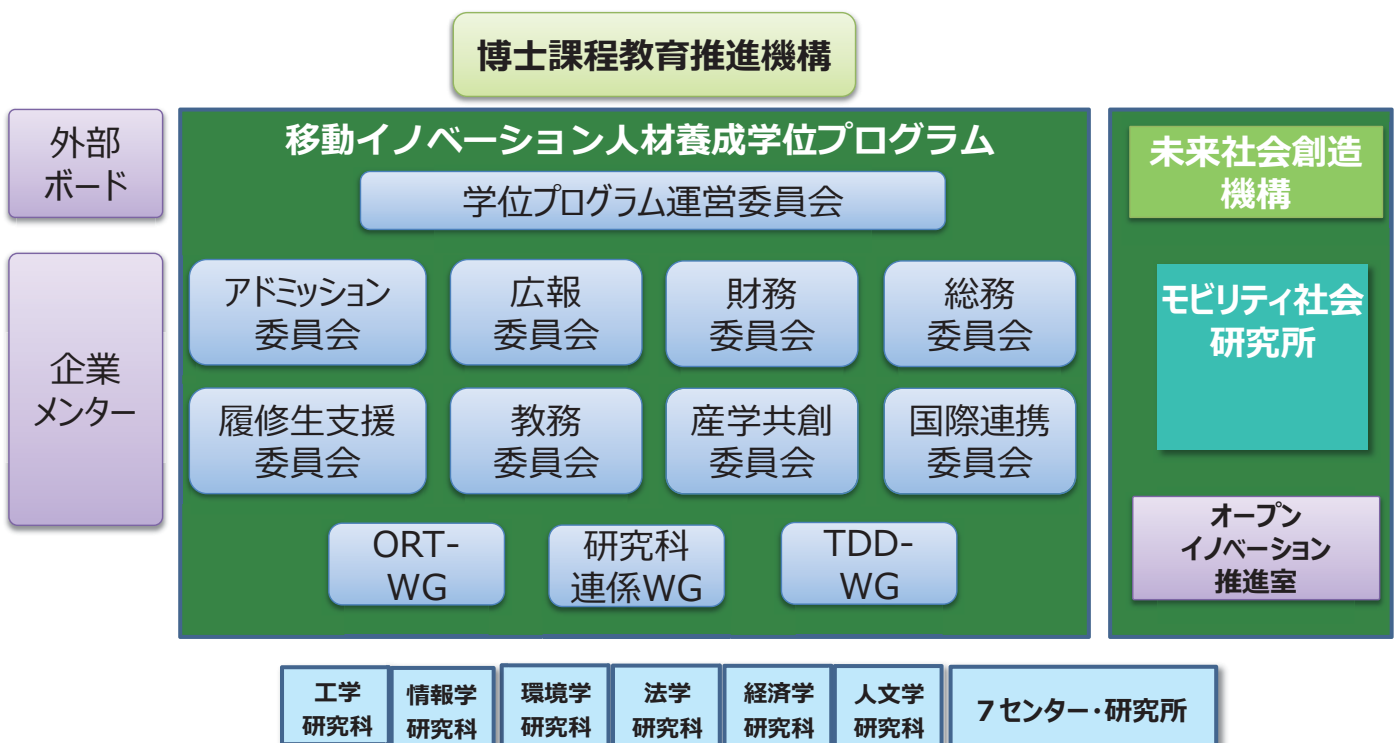 博士課程教育推進機構
外部
ボード
企業
メンター
移動イノベーション人材養成学位プログラム
学位プログラム運営委員会
アドミッション
委員会
広報
委員会
財務
委員会
総務
委員会
履修生支援
委員会
教務
委員会
産学共創
委員会
国際連携
委員会
ORT-
WG
研究科
連係WG
TDD-
WG
未来社会創造
機構
モビリティ社会
研究所
オープン
イノベーション
推進室
工学
研究科
情報学
研究科
環境学
研究科
法学
研究科
経済学
研究科
人文学
研究科
7センター・研究所